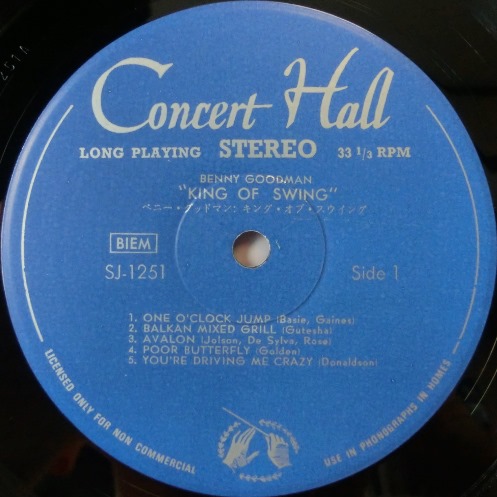 Concert Hall
LONG PLAYING STEREO 33 1/3 RPM
BENNY GOODMAN
"KING OF SWING"
ベニー・グッドマン: キング・オブ・スウイング
BIEM
SJ-1251
Side 1
1. ONE O'CLOCK JUMP (Basie, Gaines)
2. BALKAN MIXED GRILL (Gutesha)
3. AVALON (Jolson, De Sylva, Rose)
4. POOR BUTTERFLY (Golden)
5. YOU'RE DRIVING ME CRAZY (Donaldson)
LICENSED ONLY FOR NON COMMERCIAL
USE IN PHONOGRAPHS IN HOMES